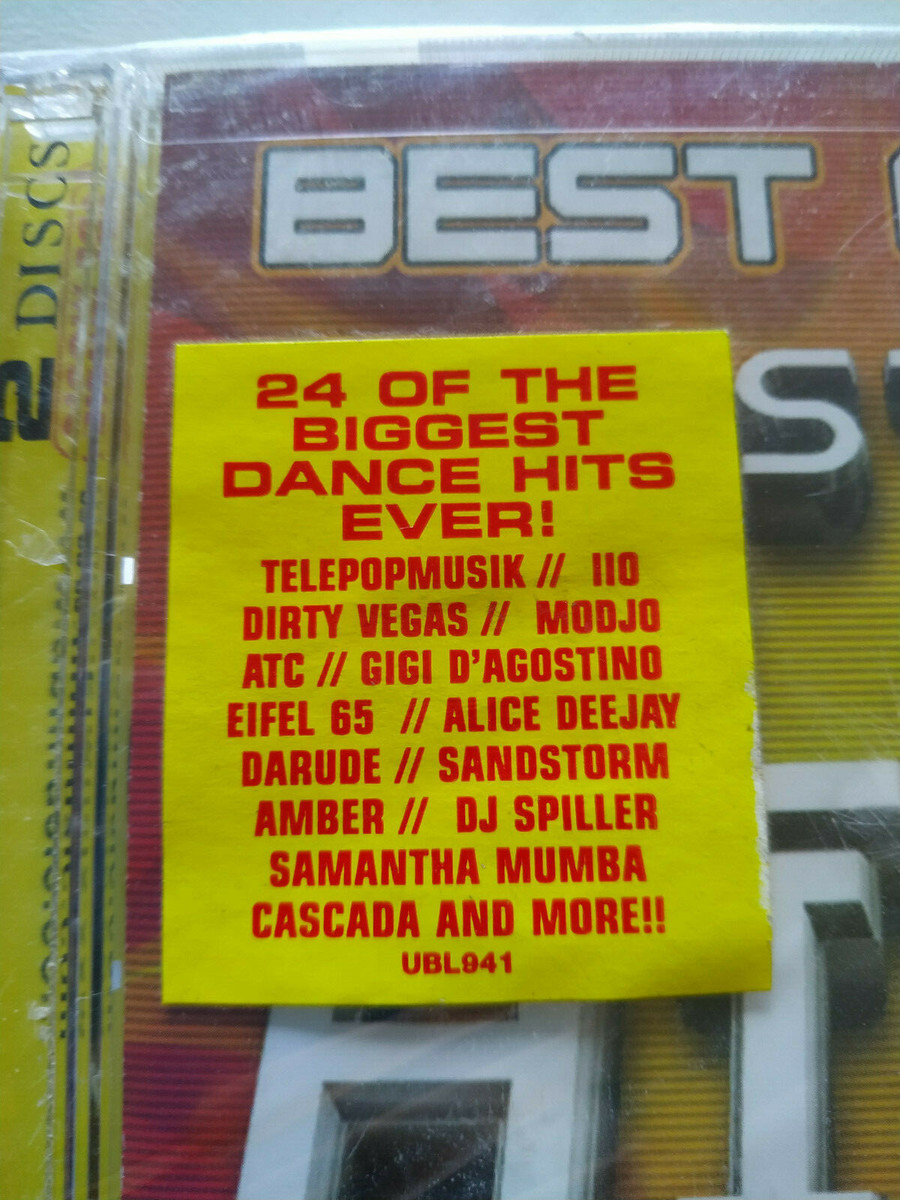 2 DISCS
BEST
24 OF THE
BIGGEST
DANCE HITS
EVER!
TELEPOPMUSIK // IIO
DIRTY VEGAS // MODJO
ATC // GIGI D'AGOSTINO
EIFEL 65 // ALICE DEEJAY
DARUDE // SANDSTORM
AMBER // DJ SPILLER
SAMANTHA MUMBA
CASCADA AND MORE!!
UBL941